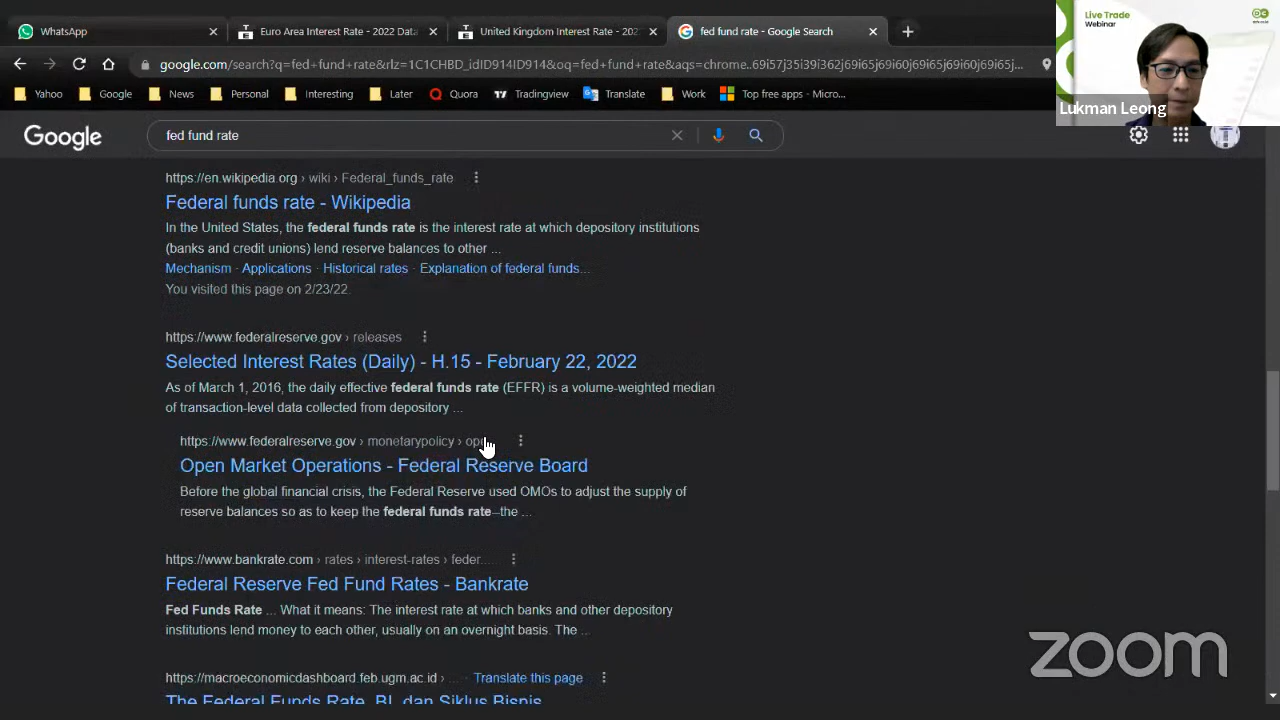 WhatsApp
Euro Area Interest Rate - 2022 Data
United Kingdom Interest Rate - 202
fed fund rate - Google Search
google.com/search?q=fed+fund+rate&rlz=1C1CHBD_idID914ID914&oq=fed+fund+rate&aqs=chrome..69i57j35i39i362j69i65j69i60j69i65j69i60j69i65j...
Yahoo
Google
News
Personal
Interesting
Later
Quora
Tradingview
Translate
Work
Top free apps - Micro...
Live Trade
Webinar
Lukman Leong
Google
fed fund rate
https://en.wikipedia.org › wiki › Federal_funds_rate
Federal funds rate - Wikipedia
In the United States, the federal funds rate is the interest rate at which depository institutions
(banks and credit unions) lend reserve balances to other ...
Mechanism · Applications · Historical rates · Explanation of federal funds...
You visited this page on 2/23/22.
https://www.federalreserve.gov › releases
Selected Interest Rates (Daily) - H.15 - February 22, 2022
As of March 1, 2016, the daily effective federal funds rate (EFFR) is a volume-weighted median
of transaction-level data collected from depository ...
https://www.federalreserve.gov › monetarypolicy › op
Open Market Operations - Federal Reserve Board
Before the global financial crisis, the Federal Reserve used OMOs to adjust the supply of
reserve balances so as to keep the federal funds rate--the ...
https://www.bankrate.com › rates › interest-rates › feder...
Federal Reserve Fed Fund Rates - Bankrate
Fed Funds Rate ... What it means: The interest rate at which banks and other depository
institutions lend money to each other, usually on an overnight basis. The ...
https://macroeconomicdashboard.feb.ugm.ac.id › ...
Translate this page
The Federal Funds Rate, BI, dan Siklus Bisnis
zoom